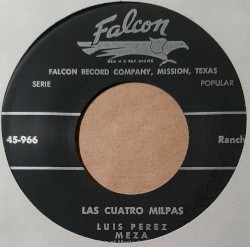 Falcon
FALCON RECORD COMPANY, MISSION, TEXAS
SERIE POPULAR
45-966 Ranch
LAS CUATRO MILPAS
LUIS PEREZ
MEZA